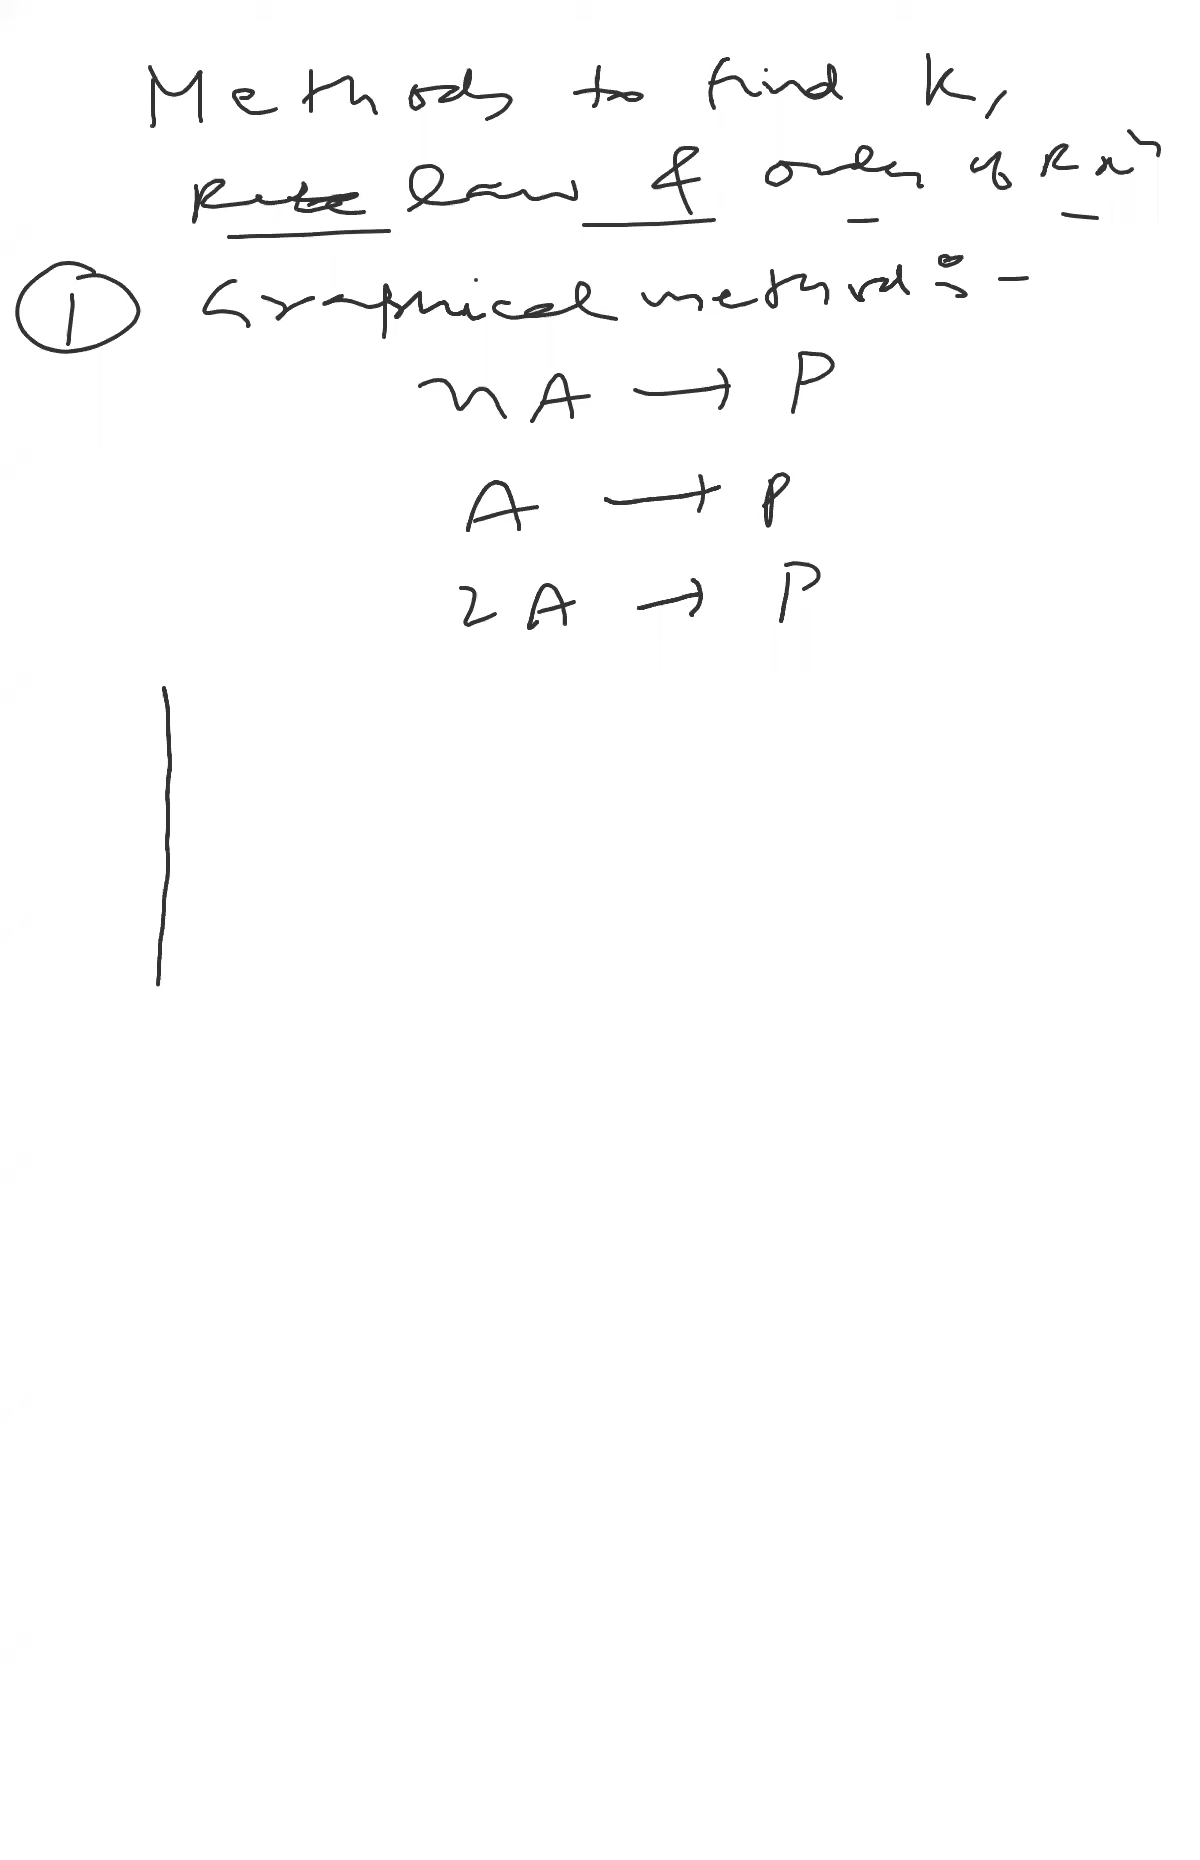 Methods to find K,
Rate law & order of Rxⁿ
① Graphical method :-
nA → P
A → P
2A → P